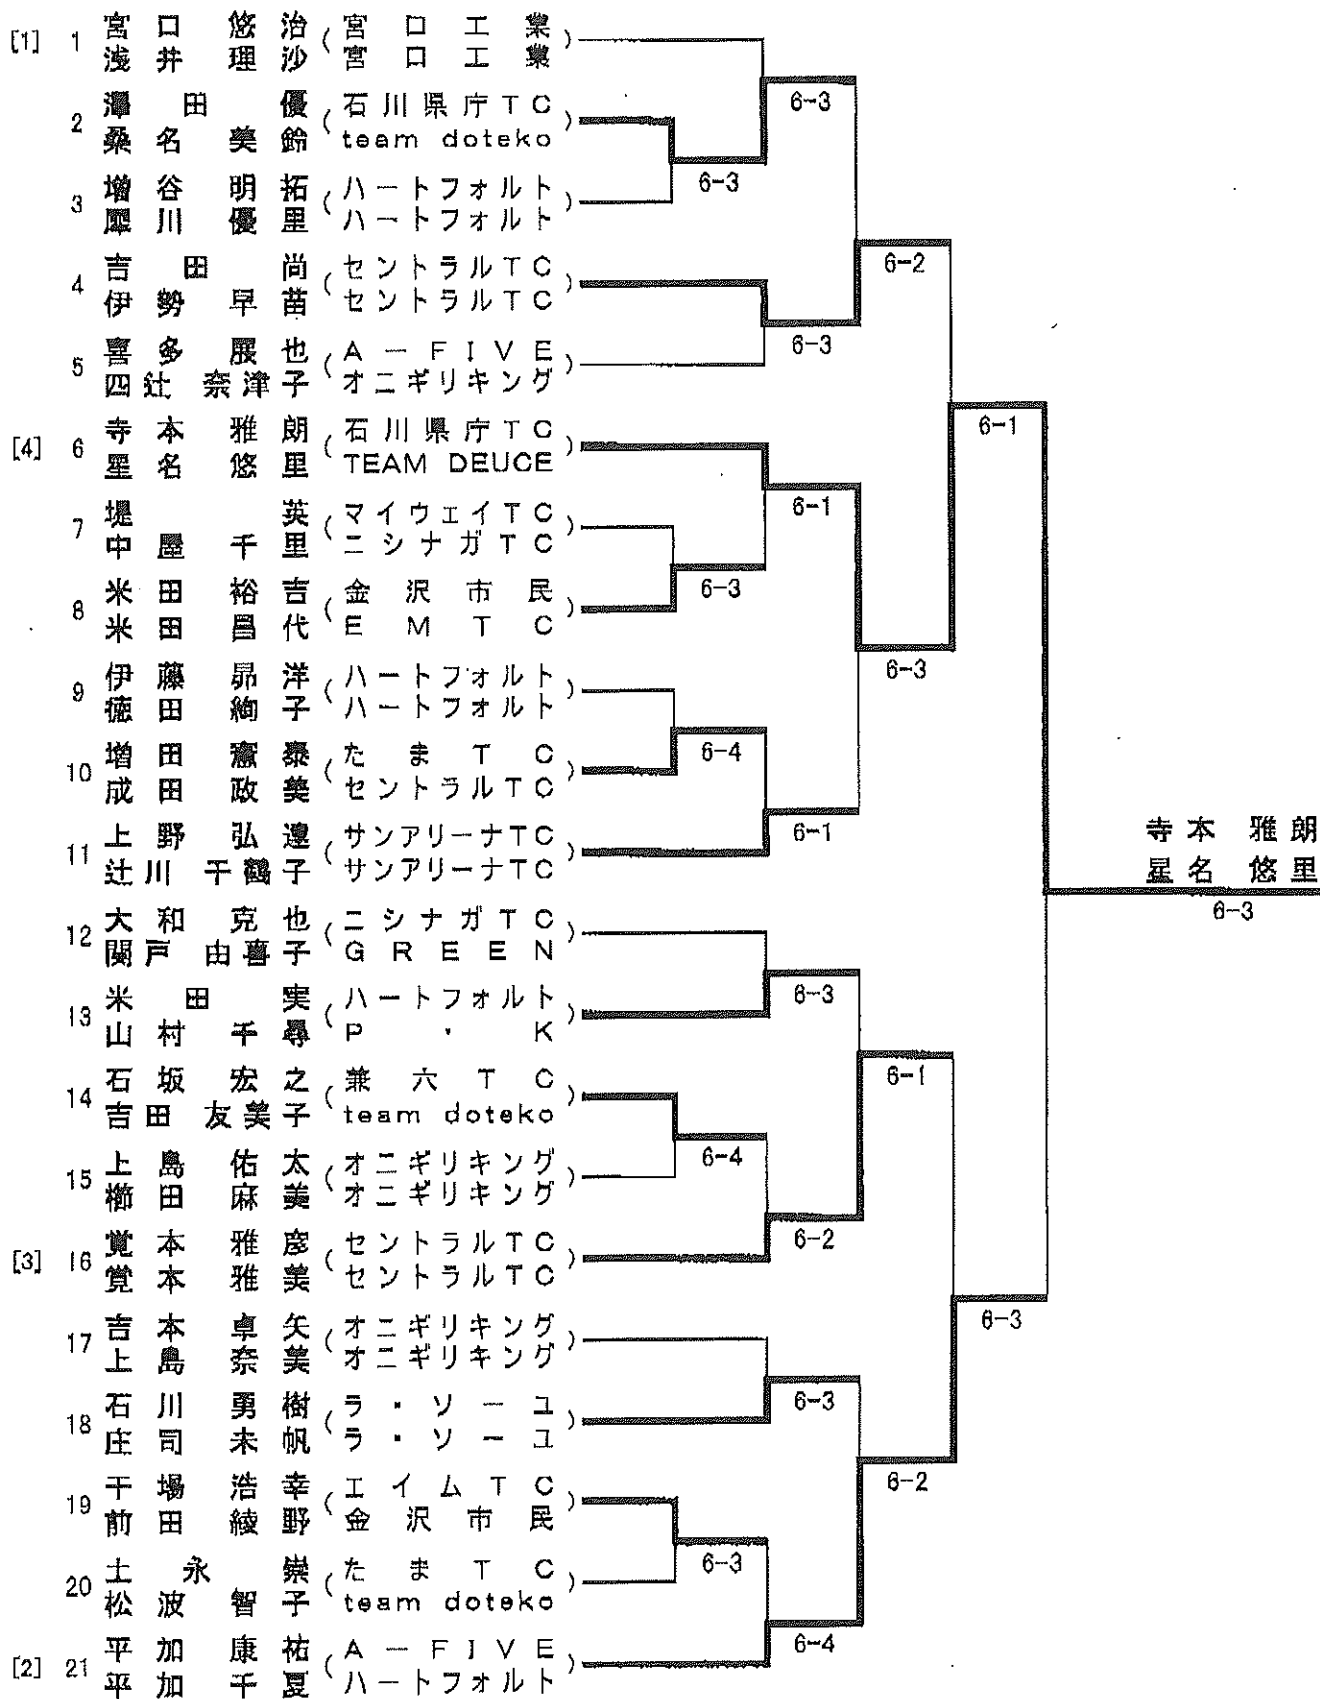 [1] 1 宮口 悠治 (宮口工業)
浅井 理沙 宮口工業
6-3
2 澤田 優 (石川県庁TC)
桑名 美鈴 team doteko
6-3
3 増谷 明拓 (ハートフォルト)
犀川 優里 ハートフォルト
6-2
4 吉田 尚 (セントラルTC)
伊勢 早苗 セントラルTC
6-3
5 喜多 展也 (A-FIVE)
四辻 奈津子 オニギリキング
6-1
[4] 6 寺本 雅朗 (石川県庁TC)
星名 悠里 TEAM DEUCE
6-1
7 堤 英 (マイウェイTC)
中屋 千里 ニシナガTC
6-3
8 米田 裕吉 (金沢市民)
米田 昌代 EMTC
6-3
9 伊藤 昴洋 (ハートフォルト)
徳田 絢子 ハートフォルト
6-4
10 増田 憲泰 (たまTC)
成田 政美 セントラルTC
6-1
11 上野 弘邉 (サンアリーナTC)
辻川 千鶴子 サンアリーナTC
寺本 雅朗
星名 悠里
6-3
12 大和 克也 (ニシナガTC)
関戸 由喜子 GREEN
6-3
13 米田 実 (ハートフォルト)
山村 千尋 P・K
6-1
14 石坂 宏之 (兼六TC)
吉田 友美子 team doteko
6-4
15 上島 佑太 (オニギリキング)
櫛田 麻美 オニギリキング
6-2
[3] 16 覚本 雅彦 (セントラルTC)
覚本 雅美 セントラルTC
6-3
17 吉本 卓矢 (オニギリキング)
上島 奈美 オニギリキング
6-3
18 石川 勇樹 (ラ・ソーユ)
庄司 未帆 ラ・ソーユ
6-2
19 干場 浩幸 (エイムTC)
前田 綾野 金沢市民
6-3
20 土永 崇 (たまTC)
松波 智子 team doteko
6-4
[2] 21 平加 康祐 (A-FIVE)
平加 千夏 ハートフォルト